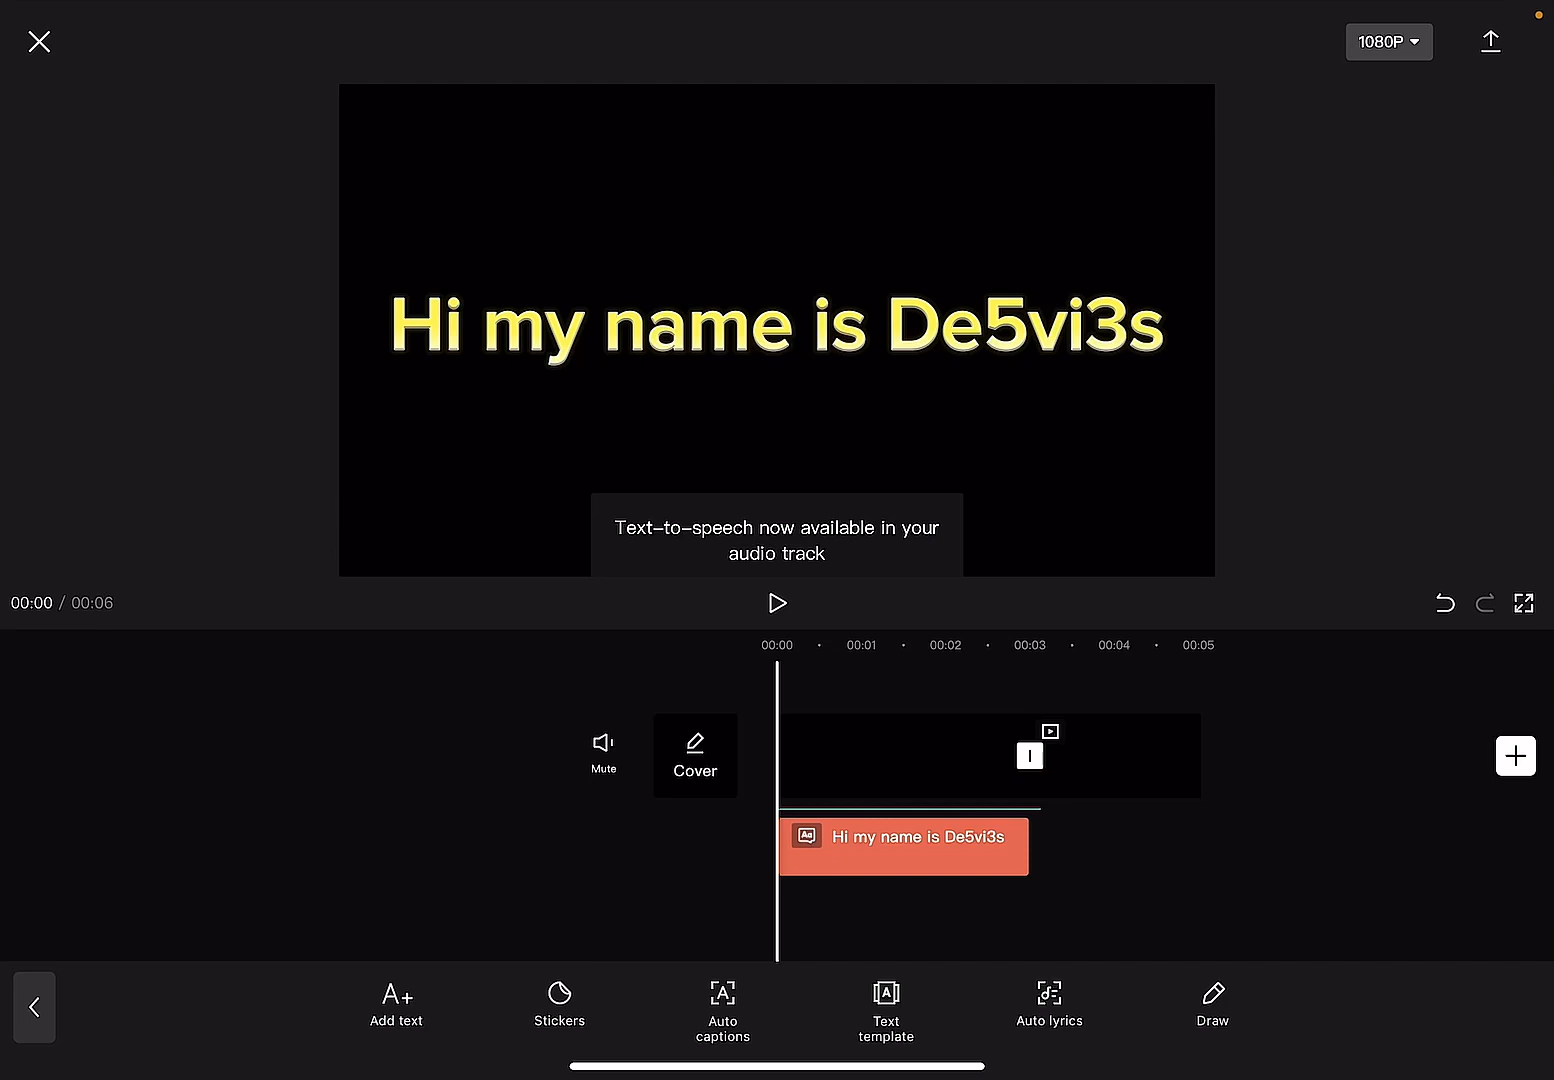 1080P
Hi my name is De5vi3s
Text-to-speech now available in your
audio track
00:00 / 00:06
00:00 00:01 00:02 00:03 00:04 00:05
Mute
Cover
Aa Hi my name is De5vi3s
A+
Add text
Stickers
A
Auto
captions
A
Text
template
Auto lyrics
Draw